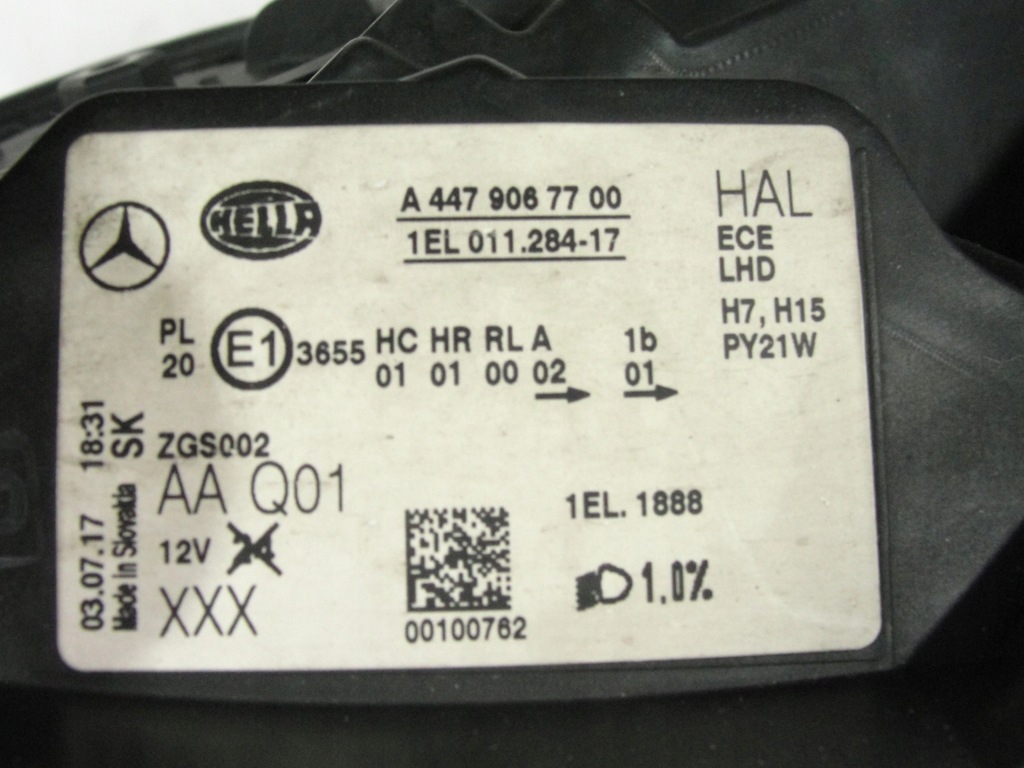 HELLA
A 447 906 77 00
1EL 011.284-17
HAL
ECE
LHD
H7, H15
PY21W
PL
20
E1
3655
HC HR RL A 1b
01 01 00 02 01
03.07.17 18:31
Made in Slovakia SK
ZGS002
AA Q01
12V
XXX
00100762
1EL. 1888
1.0%